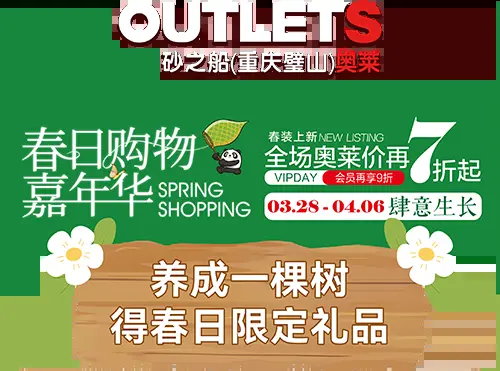 OUTLETS
砂之船(重庆璧山)奥莱
春日购物
嘉年华 SPRING SHOPPING
春装上新 NEW LISTING
全场奥莱价再7折起
VIPDAY 会员再享9折
03.28 - 04.06 肆意生长
养成一棵树
得春日限定礼品